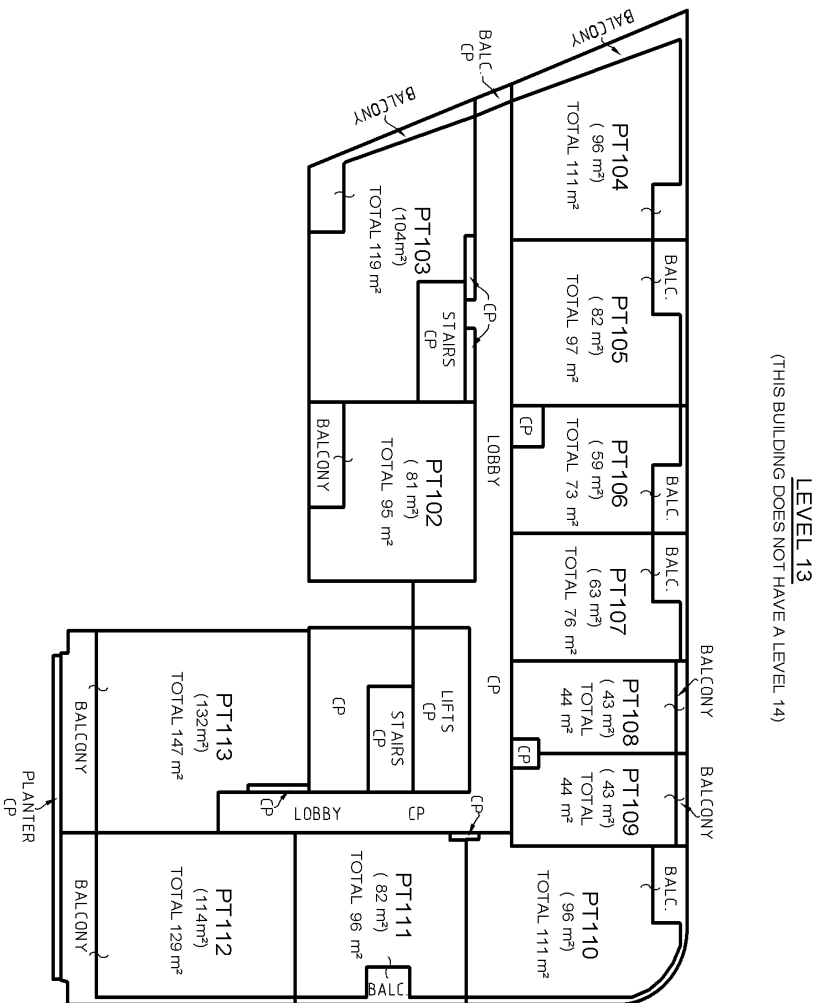 LEVEL 13
(THIS BUILDING DOES NOT HAVE A LEVEL 14)
BALCONY
BALCONY
BALC.
BALC.
BALC.
BALC.
PT104
( 96 m²)
TOTAL 111 m²
PT105
( 82 m²)
TOTAL 97 m²
PT106
( 59 m²)
TOTAL 73 m²
PT107
( 63 m²)
TOTAL 76 m²
PT108
( 43 m²)
TOTAL
44 m²
PT109
( 43 m²)
TOTAL
44 m²
PT110
( 96 m²)
TOTAL 111 m²
BALCONY
BALC.
CP
BALCONY
CP
CP
LOBBY
CP
CP
PT103
(104m²)
TOTAL 119 m²
CP
STAIRS
CP
PT102
( 81 m²)
TOTAL 95 m²
BALCONY
LIFTS
CP
STAIRS
CP
CP
LOBBY
CP
CP
PT111
( 82 m²)
TOTAL 96 m²
BALC.
PT113
(132m²)
TOTAL 147 m²
PT112
(114m²)
TOTAL 129 m²
BALCONY
BALCONY
PLANTER
CP